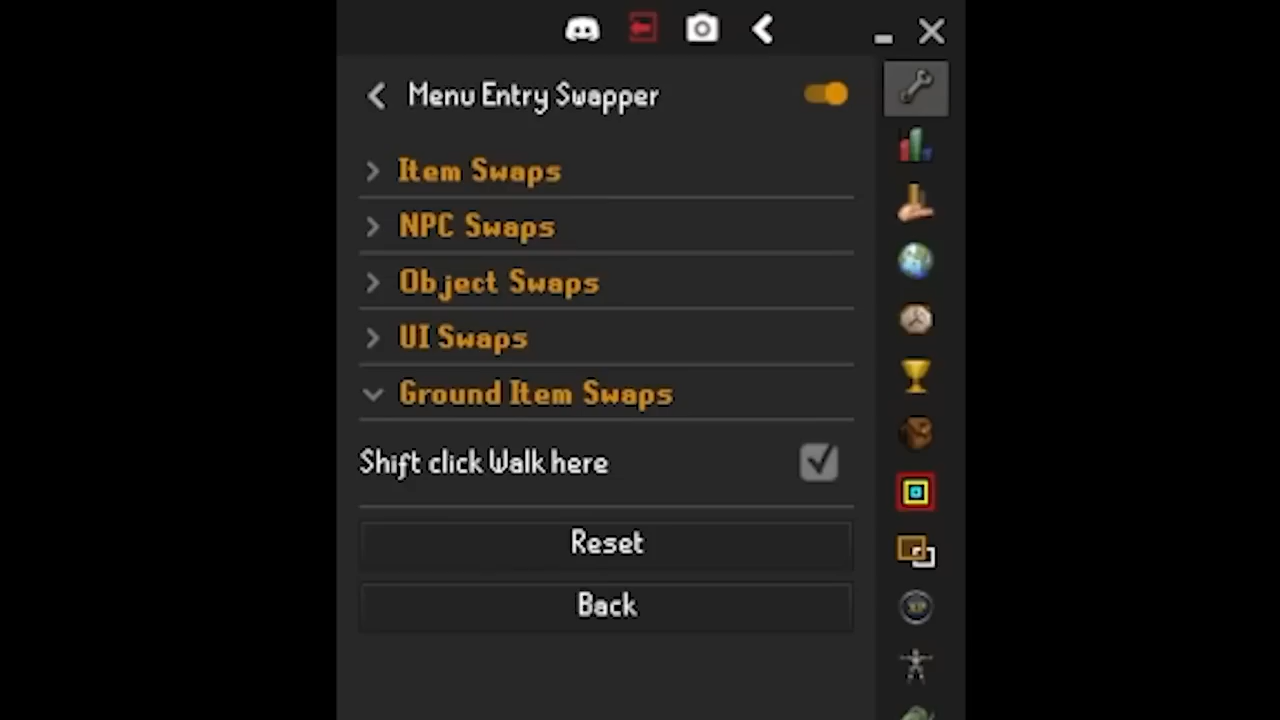 Menu Entry Swapper
Item Swaps
NPC Swaps
Object Swaps
UI Swaps
Ground Item Swaps
Shift click Walk here
Reset
Back
XP